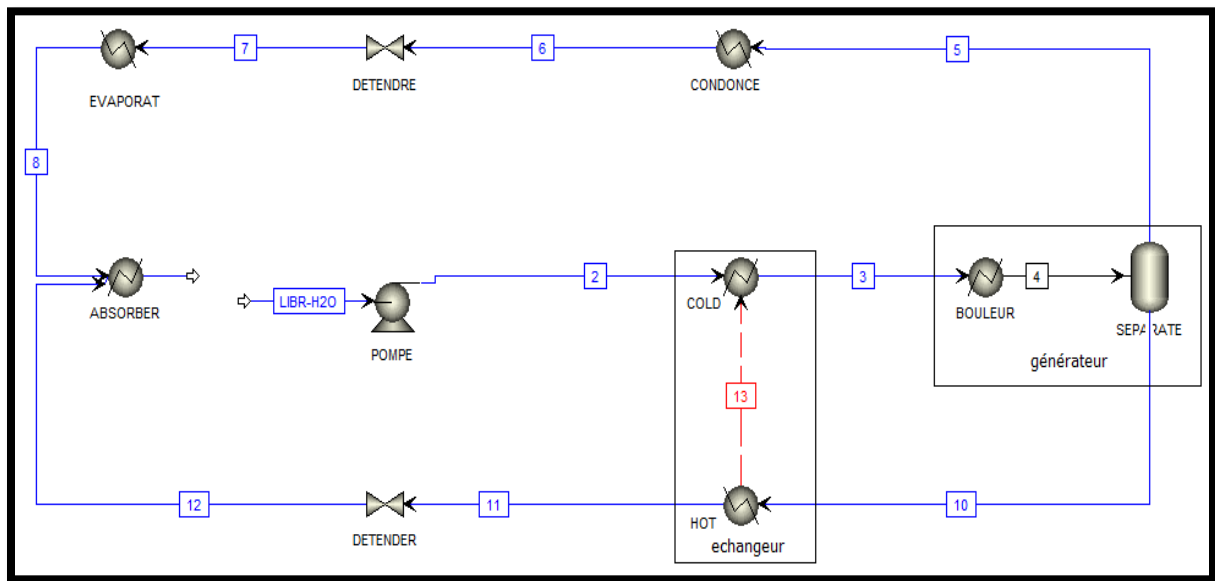 7
6
5
EVAPORAT
DETENDRE
CONDONCE
8
2
3
4
LIBR-H2O
COLD
BOULEUR
ABSORBER
SEPARATE
POMPE
générateur
13
12
11
10
HOT
DETENDER
echangeur